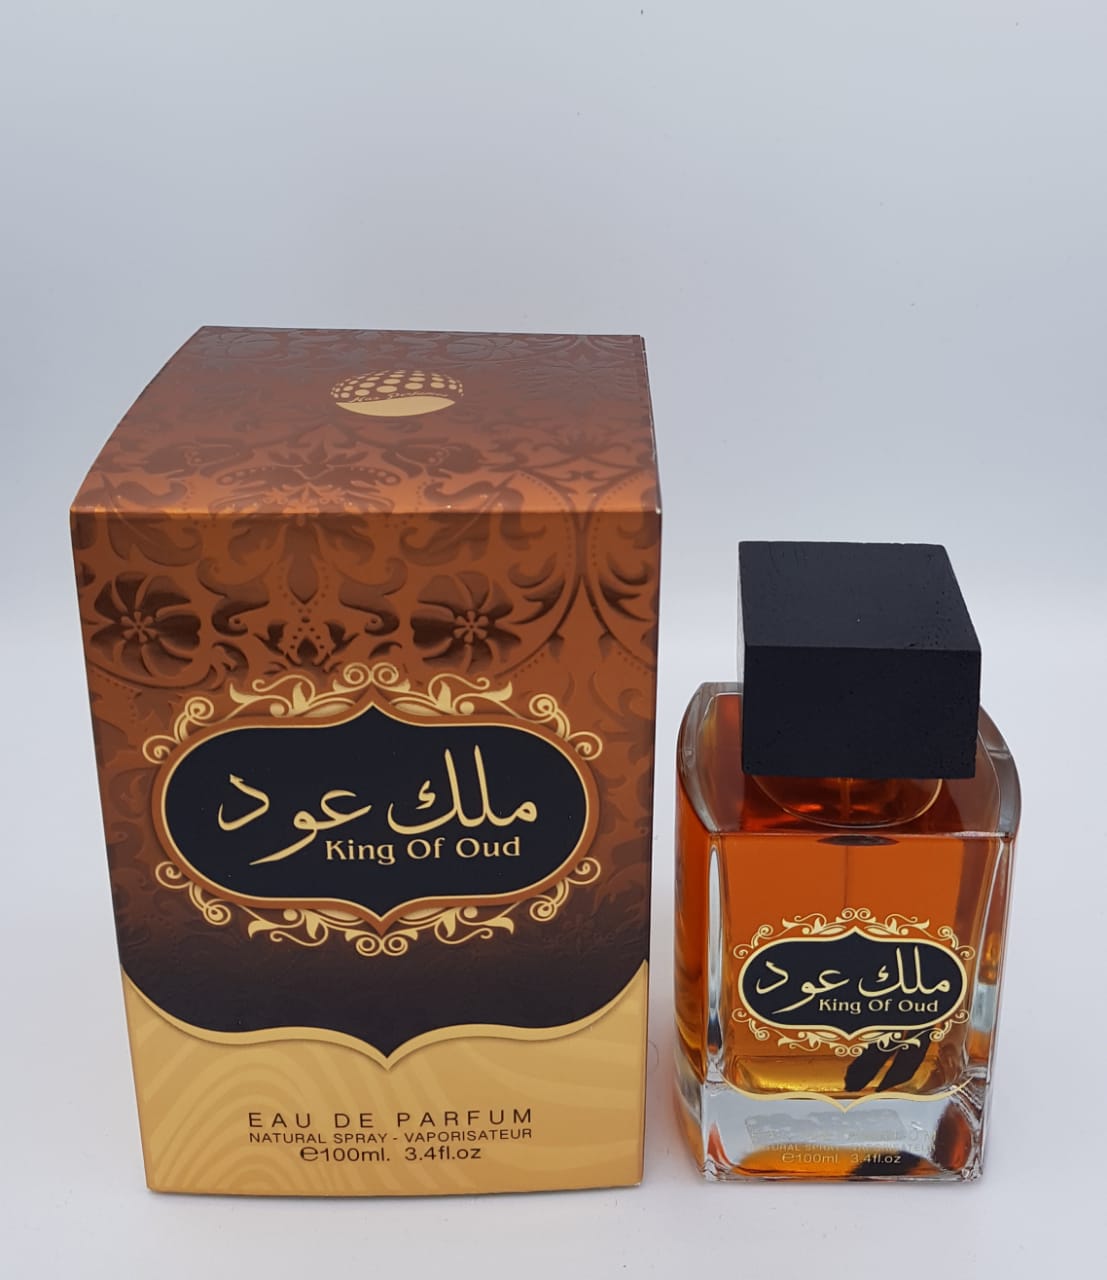 ملك عود
King Of Oud
EAU DE PARFUM
NATURAL SPRAY - VAPORISATEUR
℮100ml. 3.4fl.oz
ملك عود
King Of Oud
℮100ml. 3.4fl.oz